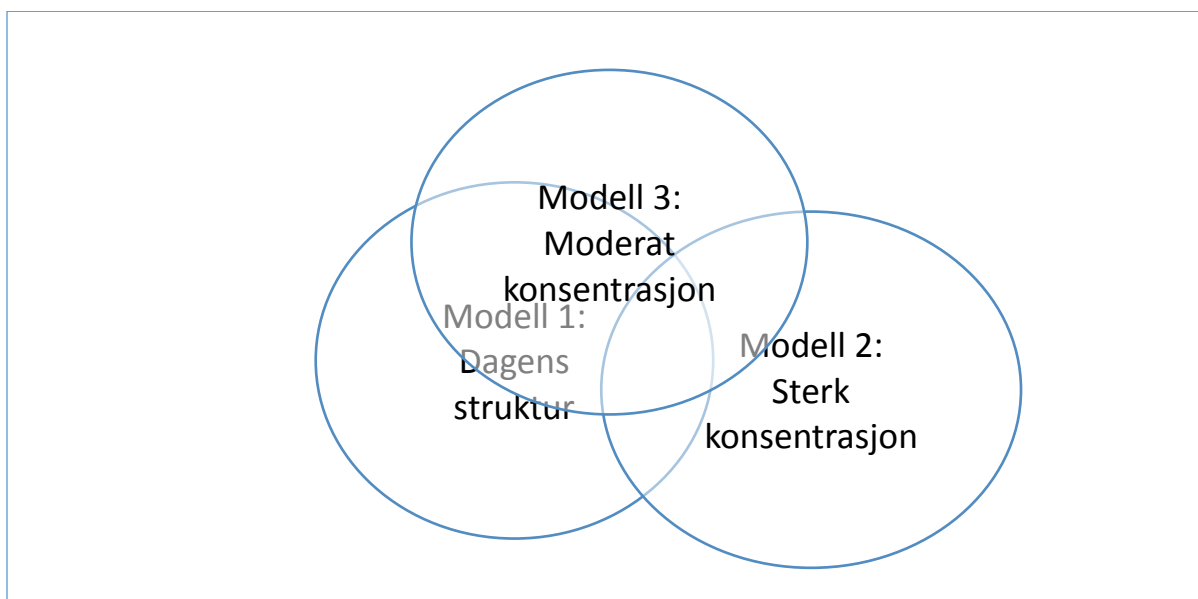 Modell 3:
Moderat
konsentrasjon
Modell 1:
Dagens
struktur
Modell 2:
Sterk
konsentrasjon